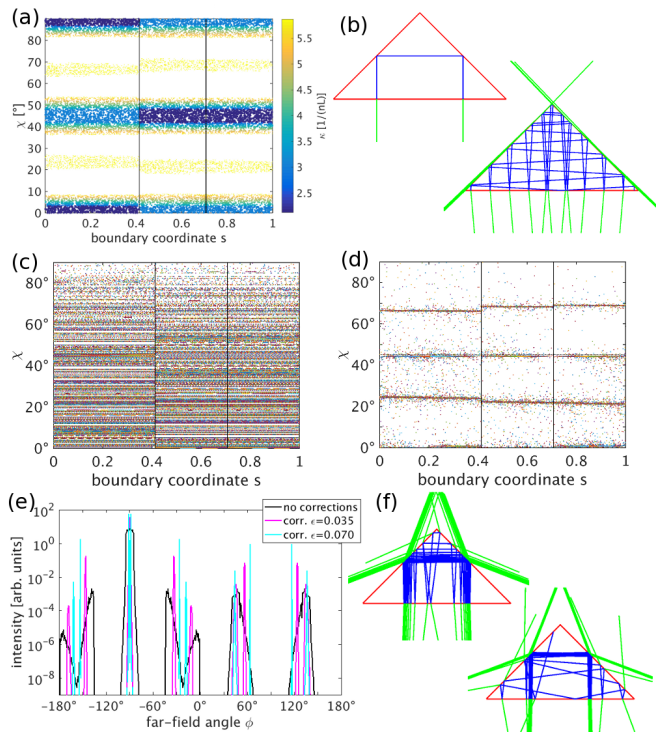 (a)
90
80
70
60
50
40
30
20
10
0
χ [°]
0 0.2 0.4 0.6 0.8 1
boundary coordinate s
5.5
5
4.5
4
3.5
3
2.5
κ [1/(nL)]
(b)
(c)
80°
60°
40°
20°
0°
χ
0 0.2 0.4 0.6 0.8 1
boundary coordinate s
(d)
80°
60°
40°
20°
0°
χ
0 0.2 0.4 0.6 0.8 1
boundary coordinate s
(e)
no corrections
corr. ϵ=0.035
corr. ϵ=0.070
10²
10⁰
10⁻²
10⁻⁴
10⁻⁶
10⁻⁸
intensity [arb. units]
-180° -120° -60° 0° 60° 120° 180°
far-field angle ϕ
(f)